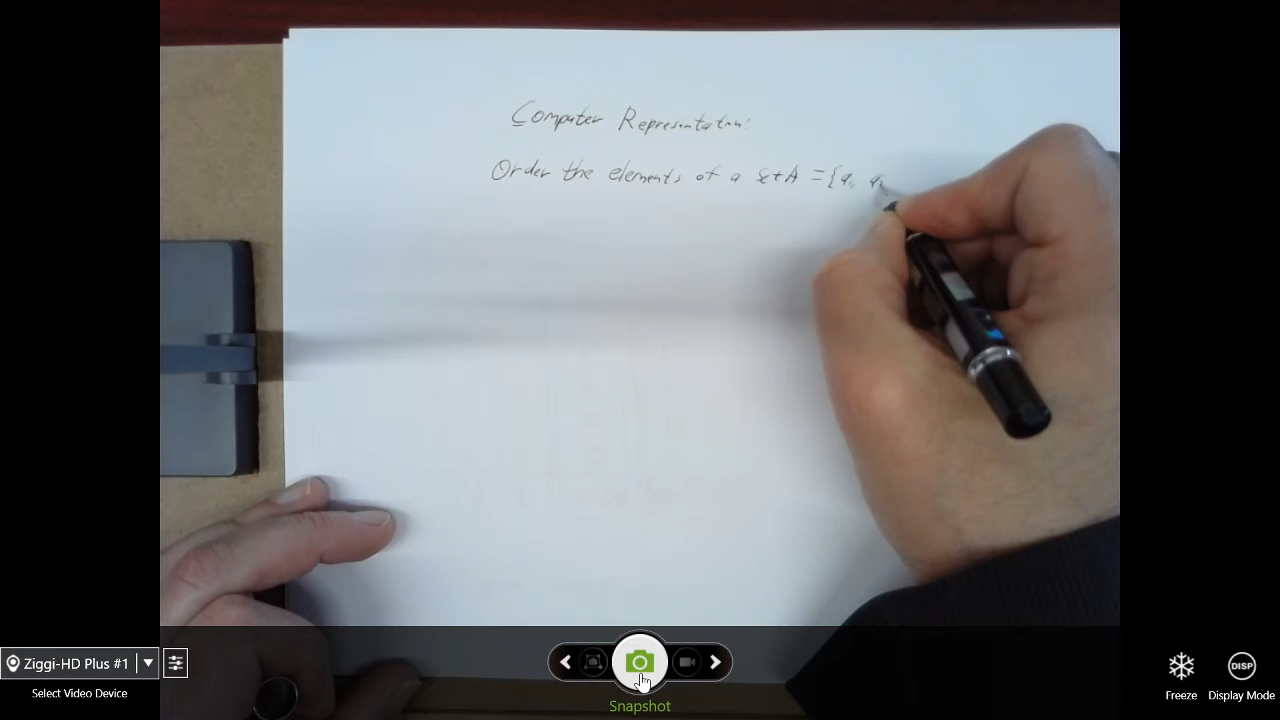 Computer Representation:
Order the elements of a set A = {a₁, a₂
Ziggi-HD Plus #1
Select Video Device
Snapshot
Freeze
DISP
Display Mode